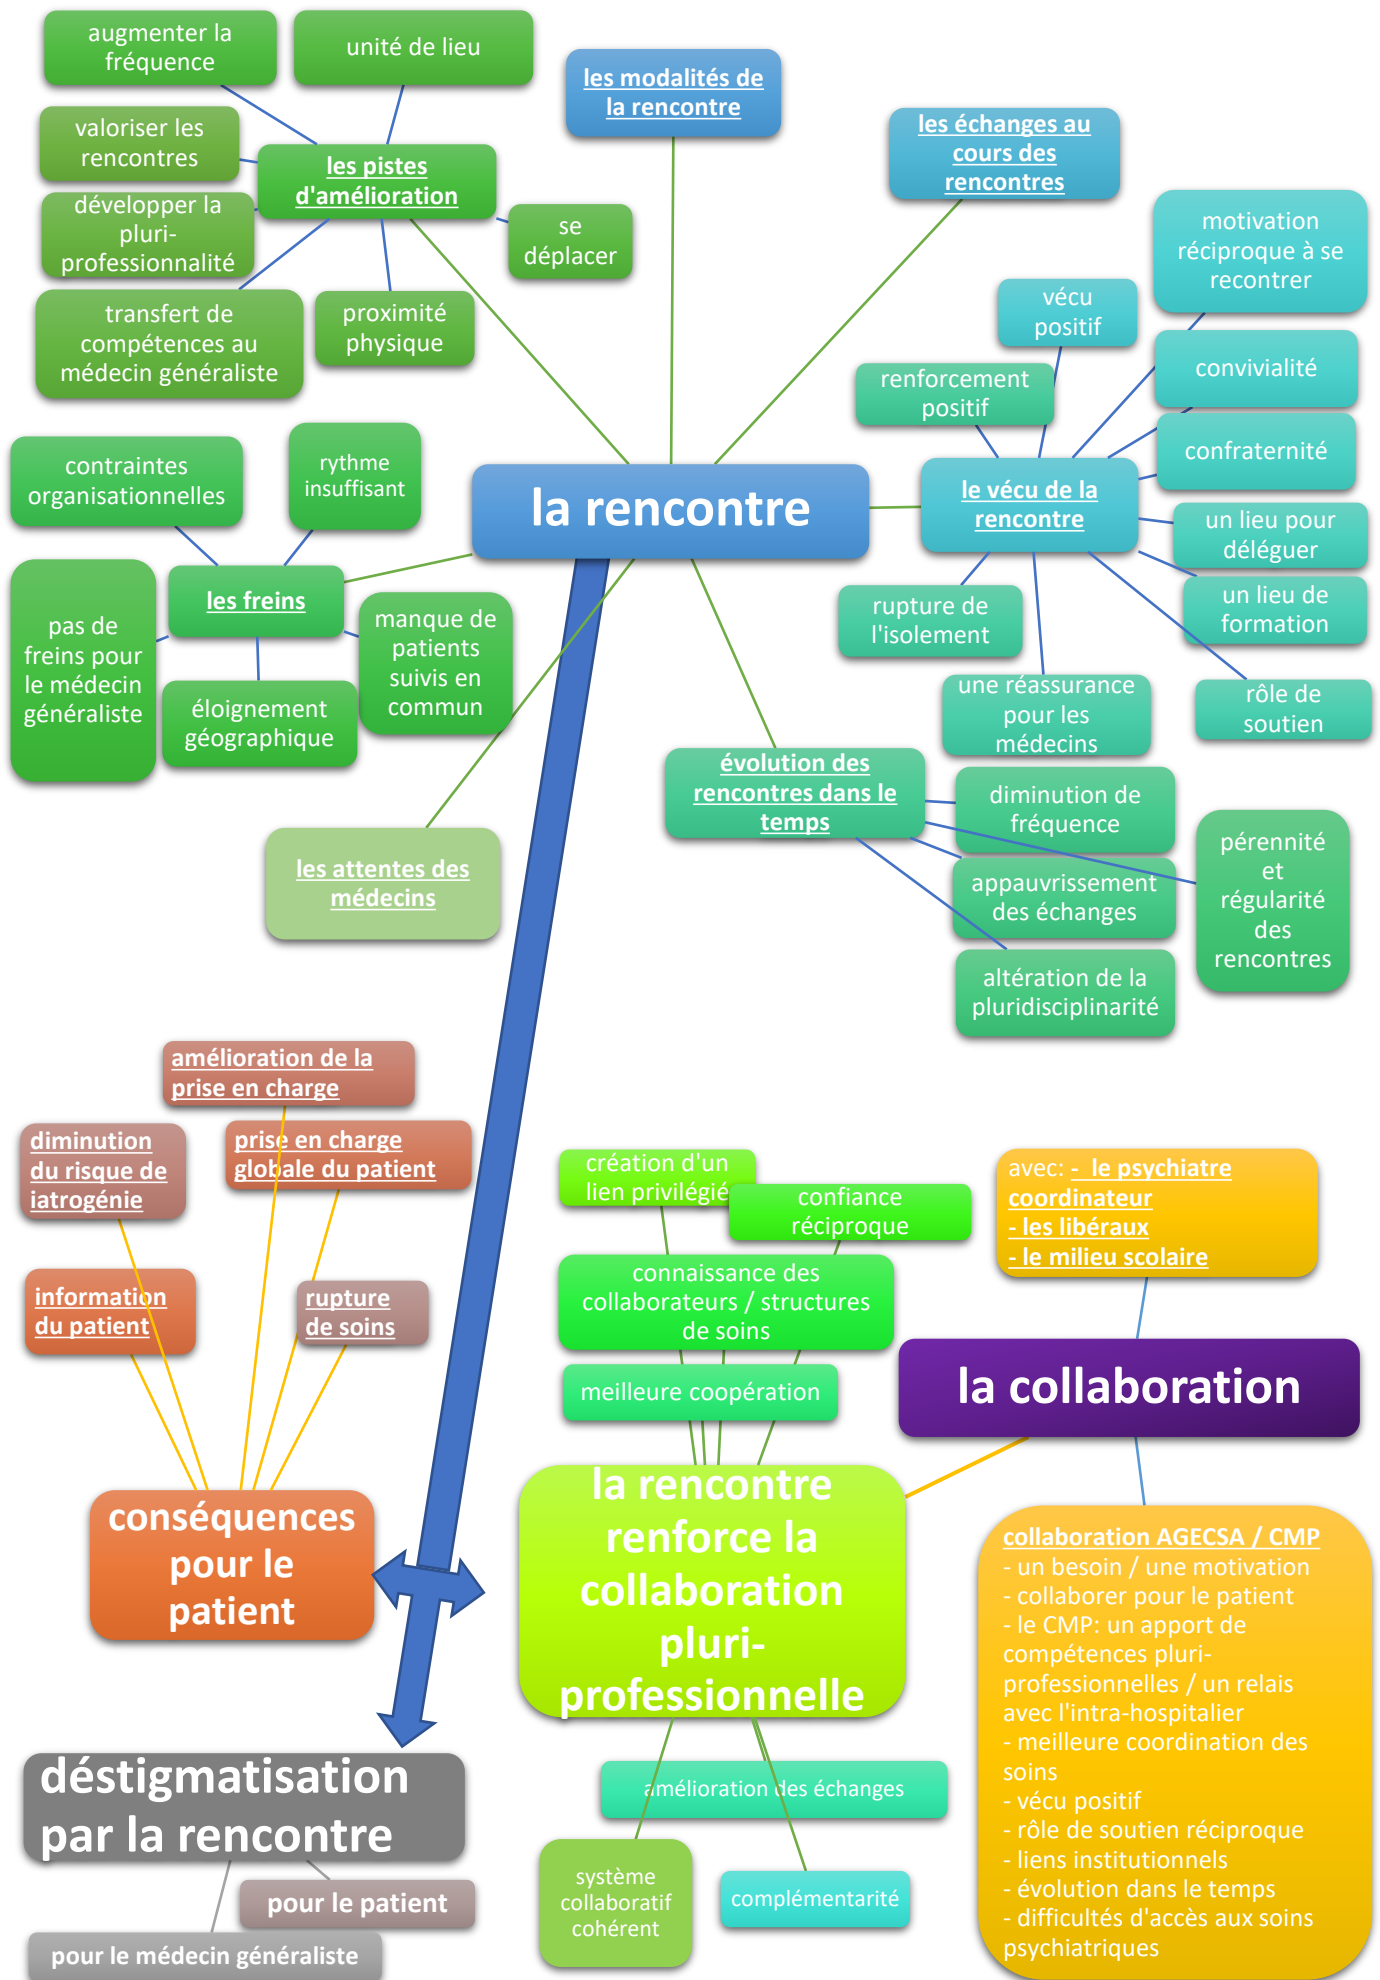 augmenter la
fréquence
unité de lieu
les modalités de
la rencontre
les échanges au
cours des
rencontres
valoriser les
rencontres
les pistes
d'amélioration
développer la
pluri-
professionnalité
se
déplacer
transfert de
compétences au
médecin généraliste
proximité
physique
motivation
réciproque à se
recontrer
vécu
positif
convivialité
renforcement
positif
confraternité
contraintes
organisationnelles
rythme
insuffisant
la rencontre
le vécu de la
rencontre
un lieu pour
déléguer
un lieu de
formation
rupture de
l'isolement
une réassurance
pour les
médecins
rôle de
soutien
les freins
pas de
freins pour
le médecin
généraliste
manque de
patients
suivis en
commun
éloignement
géographique
évolution des
rencontres dans le
temps
diminution de
fréquence
pérennité
et
régularité
des
rencontres
appauvrissement
des échanges
altération de la
pluridisciplinarité
les attentes des
médecins
amélioration de la
prise en charge
diminution
du risque de
iatrogénie
prise en charge
globale du patient
information
du patient
rupture
de soins
conséquences
pour le
patient
création d'un
lien privilégié
confiance
réciproque
connaissance des
collaborateurs / structures
de soins
meilleure coopération
avec: - le psychiatre
coordinateur
- les libéraux
- le milieu scolaire
la collaboration
la rencontre
renforce la
collaboration
pluri-
professionnelle
collaboration AGECSA / CMP
- un besoin / une motivation
- collaborer pour le patient
- le CMP: un apport de
compétences pluri-
professionnelles / un relais
avec l'intra-hospitalier
- meilleure coordination des
soins
- vécu positif
- rôle de soutien réciproque
- liens institutionnels
- évolution dans le temps
- difficultés d'accès aux soins
psychiatriques
déstigmatisation
par la rencontre
pour le patient
pour le médecin généraliste
amélioration des échanges
système
collaboratif
cohérent
complémentarité